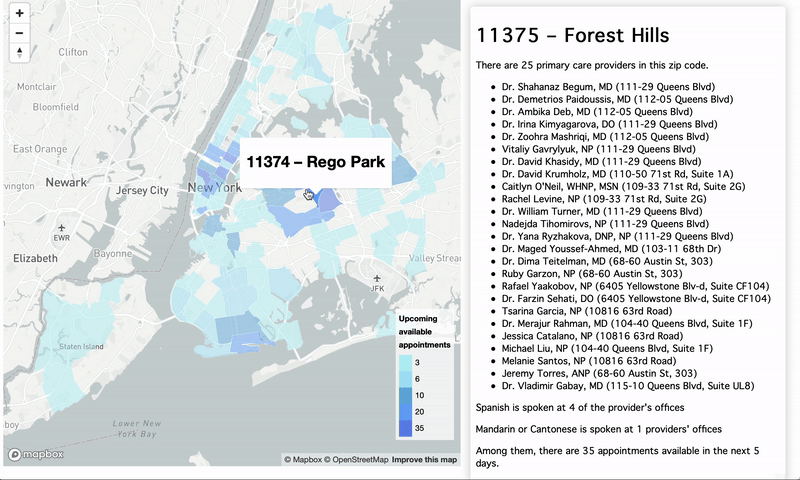 +
−
Clifton
Montclair
Bloomfield
East Orange
Newark
vington
Jersey City
New York
EWR
Bayonne
Elizabeth
Staten Island
JFK
Valley Stream
boy
Lower New
York Bay
11374 – Rego Park
Upcoming
available
appointments
3
6
10
20
35
mapbox
© Mapbox © OpenStreetMap Improve this map
11375 – Forest Hills
There are 25 primary care providers in this zip code.
• Dr. Shahanaz Begum, MD (111-29 Queens Blvd)
• Dr. Demetrios Paidoussis, MD (112-05 Queens Blvd)
• Dr. Ambika Deb, MD (112-05 Queens Blvd)
• Dr. Irina Kimyagarova, DO (111-29 Queens Blvd)
• Dr. Zoohra Mashriqi, MD (112-05 Queens Blvd)
• Vitaliy Gavrylyuk, NP (111-29 Queens Blvd)
• Dr. David Khasidy, MD (111-29 Queens Blvd)
• Dr. David Krumholz, MD (110-50 71st Rd, Suite 1A)
• Caitlyn O'Neil, WHNP, MSN (109-33 71st Rd, Suite 2G)
• Rachel Levine, NP (109-33 71st Rd, Suite 2G)
• Dr. William Turner, MD (111-29 Queens Blvd)
• Nadejda Tihomirovs, NP (111-29 Queens Blvd)
• Dr. Yana Ryzhakova, DNP, NP (111-29 Queens Blvd)
• Dr. Maged Youssef-Ahmed, MD (103-11 68th Dr)
• Dr. Dima Teitelman, MD (68-60 Austin St, 303)
• Ruby Garzon, NP (68-60 Austin St, 303)
• Rafael Yaakobov, NP (6405 Yellowstone Blv-d, Suite CF104)
• Dr. Farzin Sehati, DO (6405 Yellowstone Blv-d, Suite CF104)
• Tsarina Garcia, NP (10816 63rd Road)
• Dr. Merajur Rahman, MD (104-40 Queens Blvd, Suite 1F)
• Jessica Catalano, NP (10816 63rd Road)
• Michael Liu, NP (104-40 Queens Blvd, Suite 1F)
• Melanie Santos, NP (10816 63rd Road)
• Jeremy Torres, ANP (68-60 Austin St, 303)
• Dr. Vladimir Gabay, MD (115-10 Queens Blvd, Suite UL8)
Spanish is spoken at 4 of the provider's offices
Mandarin or Cantonese is spoken at 1 providers' offices
Among them, there are 35 appointments available in the next 5
days.